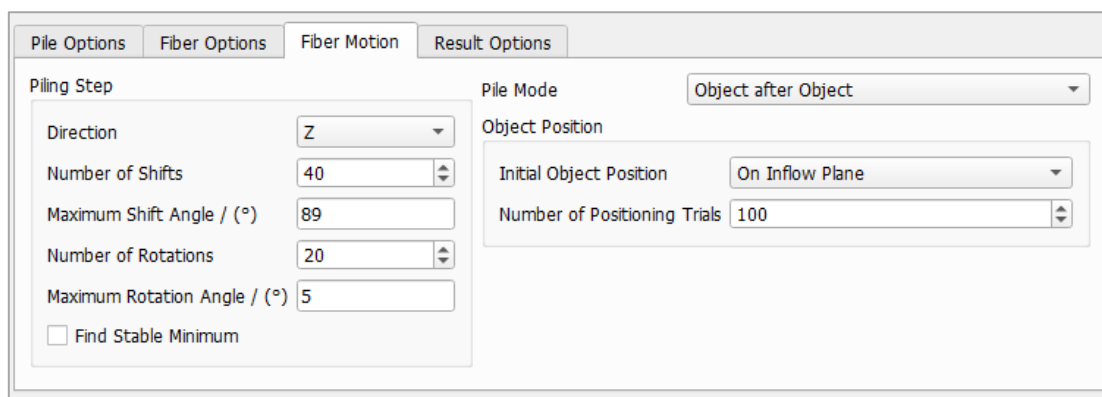 Pile Options Fiber Options Fiber Motion Result Options
Piling Step
Direction Z
Number of Shifts 40
Maximum Shift Angle / (°) 89
Number of Rotations 20
Maximum Rotation Angle / (°) 5
Find Stable Minimum
Pile Mode Object after Object
Object Position
Initial Object Position On Inflow Plane
Number of Positioning Trials 100